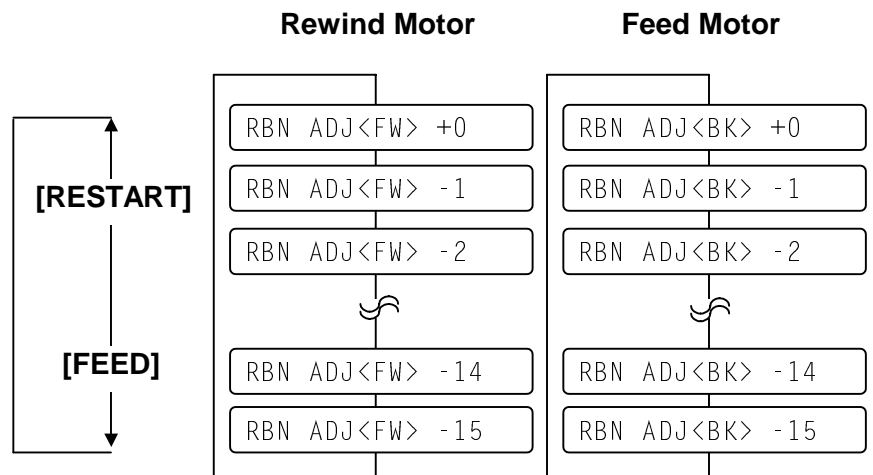 Rewind Motor Feed Motor
RBN ADJ<FW> +0 RBN ADJ<BK> +0
[RESTART] RBN ADJ<FW> -1 RBN ADJ<BK> -1
RBN ADJ<FW> -2 RBN ADJ<BK> -2
[FEED] RBN ADJ<FW> -14 RBN ADJ<BK> -14
RBN ADJ<FW> -15 RBN ADJ<BK> -15